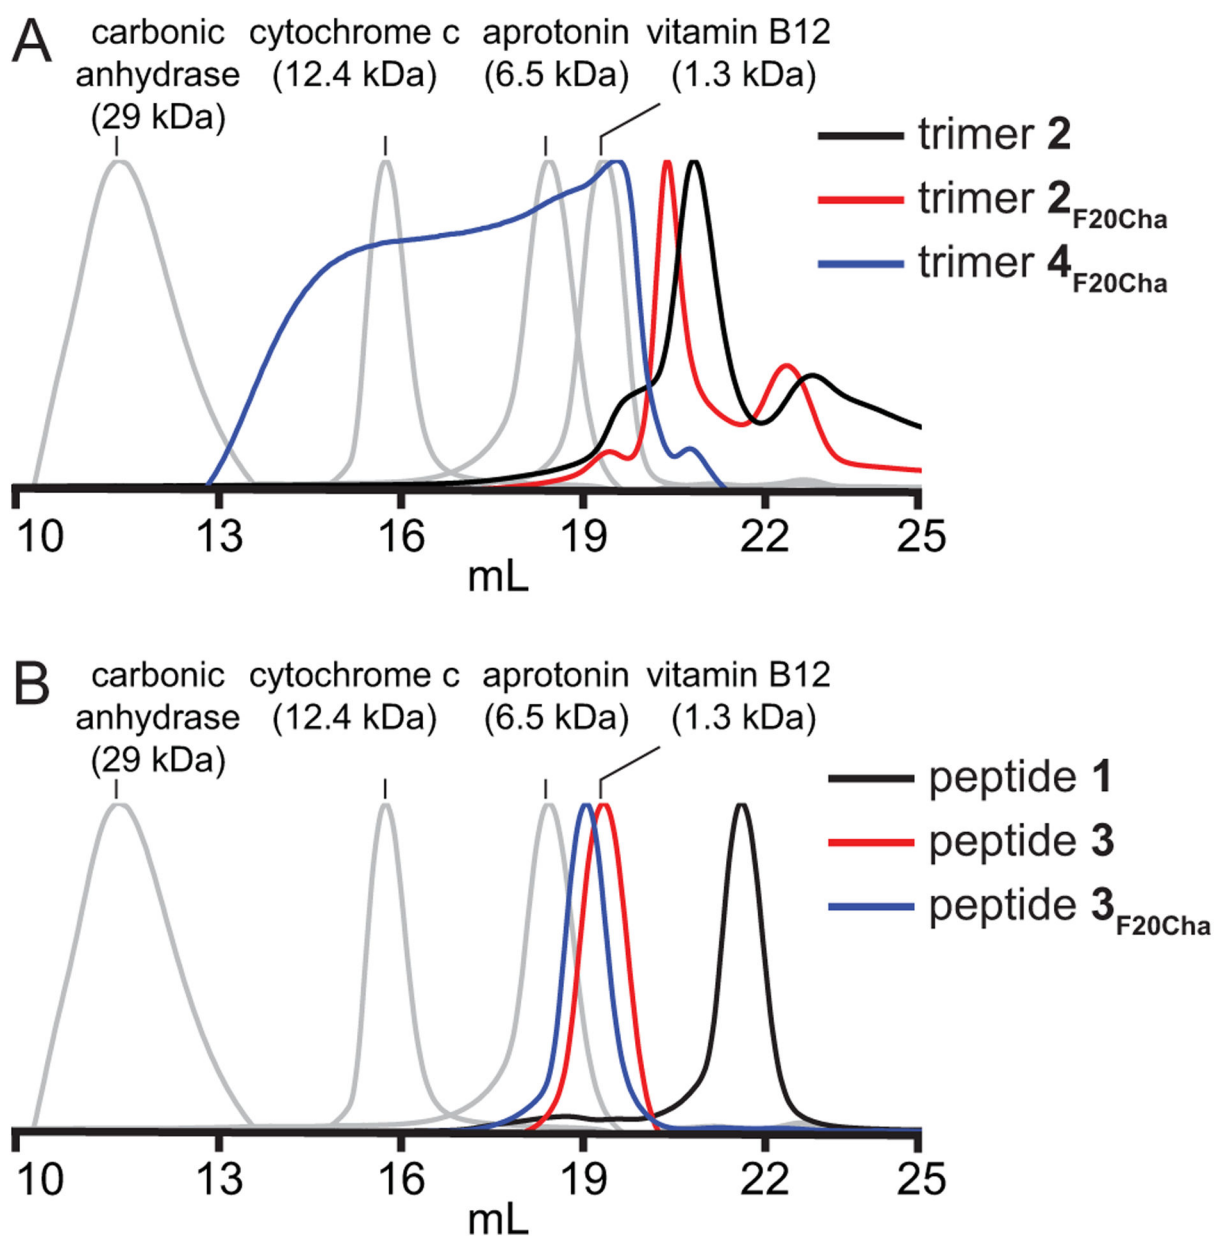 A
carbonic cytochrome c aprotonin vitamin B12
anhydrase (12.4 kDa) (6.5 kDa) (1.3 kDa)
(29 kDa)
trimer 2
trimer 2F20Cha
trimer 4F20Cha
10 13 16 19 22 25
mL
B
carbonic cytochrome c aprotonin vitamin B12
anhydrase (12.4 kDa) (6.5 kDa) (1.3 kDa)
(29 kDa)
peptide 1
peptide 3
peptide 3F20Cha
10 13 16 19 22 25
mL